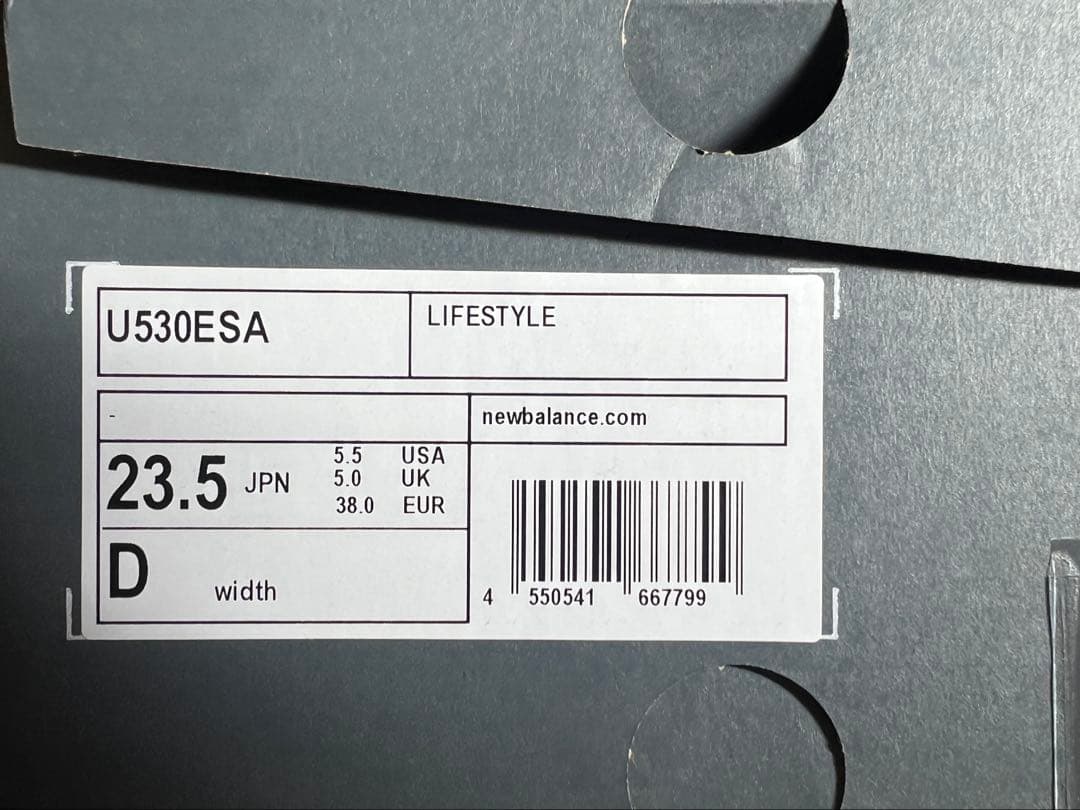 U530ESA
LIFESTYLE
-
newbalance.com
23.5 JPN
5.5 USA
5.0 UK
38.0 EUR
D width
4 550541 667799